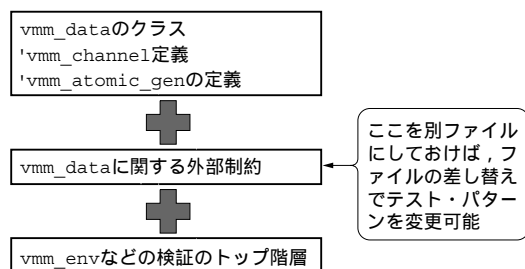 vmm_dataのクラス
'vmm_channel定義
'vmm_atomic_genの定義
vmm_dataに関する外部制約
ここを別ファイル
にしておけば，フ
ァイルの差し替え
でテスト・パター
ンを変更可能
vmm_envなどの検証のトップ階層